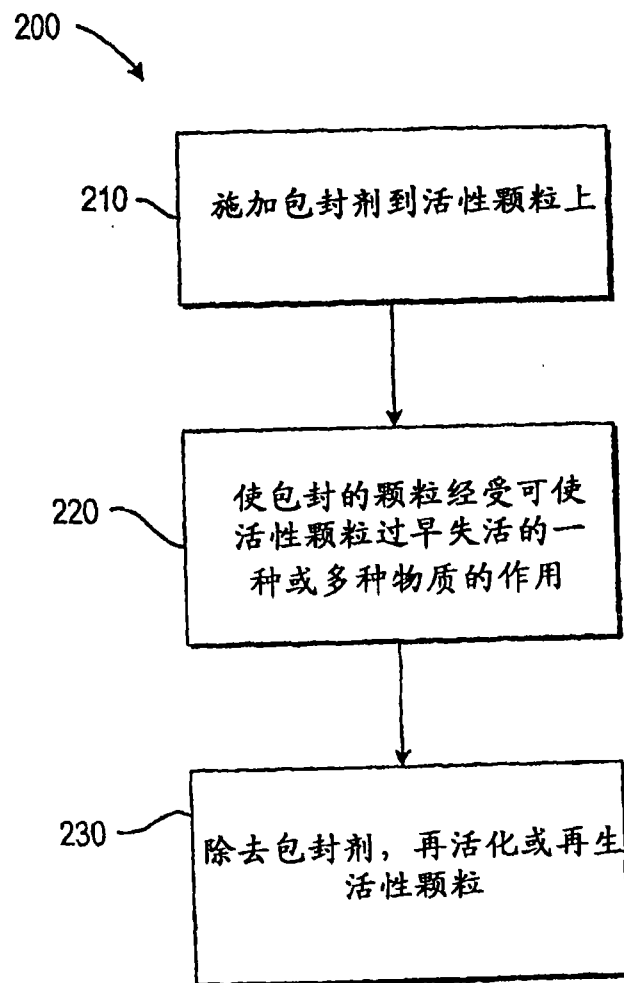 200
210
施加包封剂到活性颗粒上
220
使包封的颗粒经受可使
活性颗粒过早失活的一
种或多种物质的作用
230
除去包封剂，再活化或再生
活性颗粒